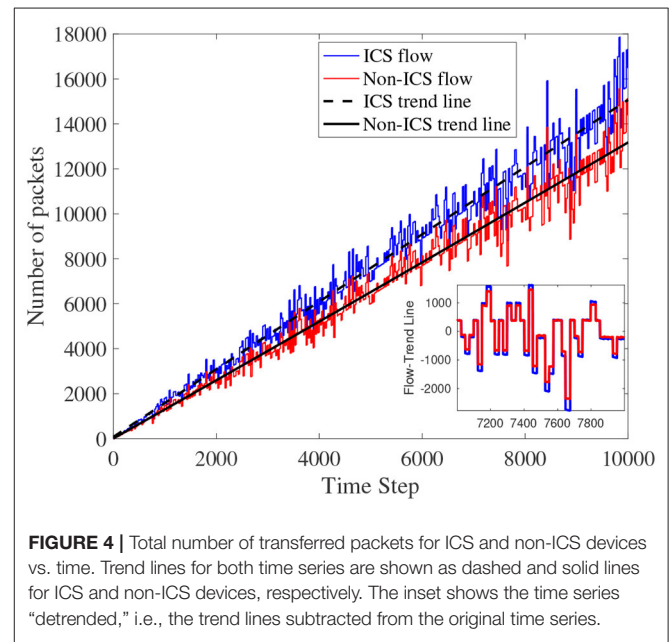 18000
16000
14000
12000
10000
8000
6000
4000
2000
0
Number of packets
ICS flow
Non-ICS flow
ICS trend line
Non-ICS trend line
1000
0
-1000
-2000
Flow-Trend Line
7200 7400 7600 7800
0 2000 4000 6000 8000 10000
Time Step
FIGURE 4 | Total number of transferred packets for ICS and non-ICS devices
vs. time. Trend lines for both time series are shown as dashed and solid lines
for ICS and non-ICS devices, respectively. The inset shows the time series
“detrended,” i.e., the trend lines subtracted from the original time series.